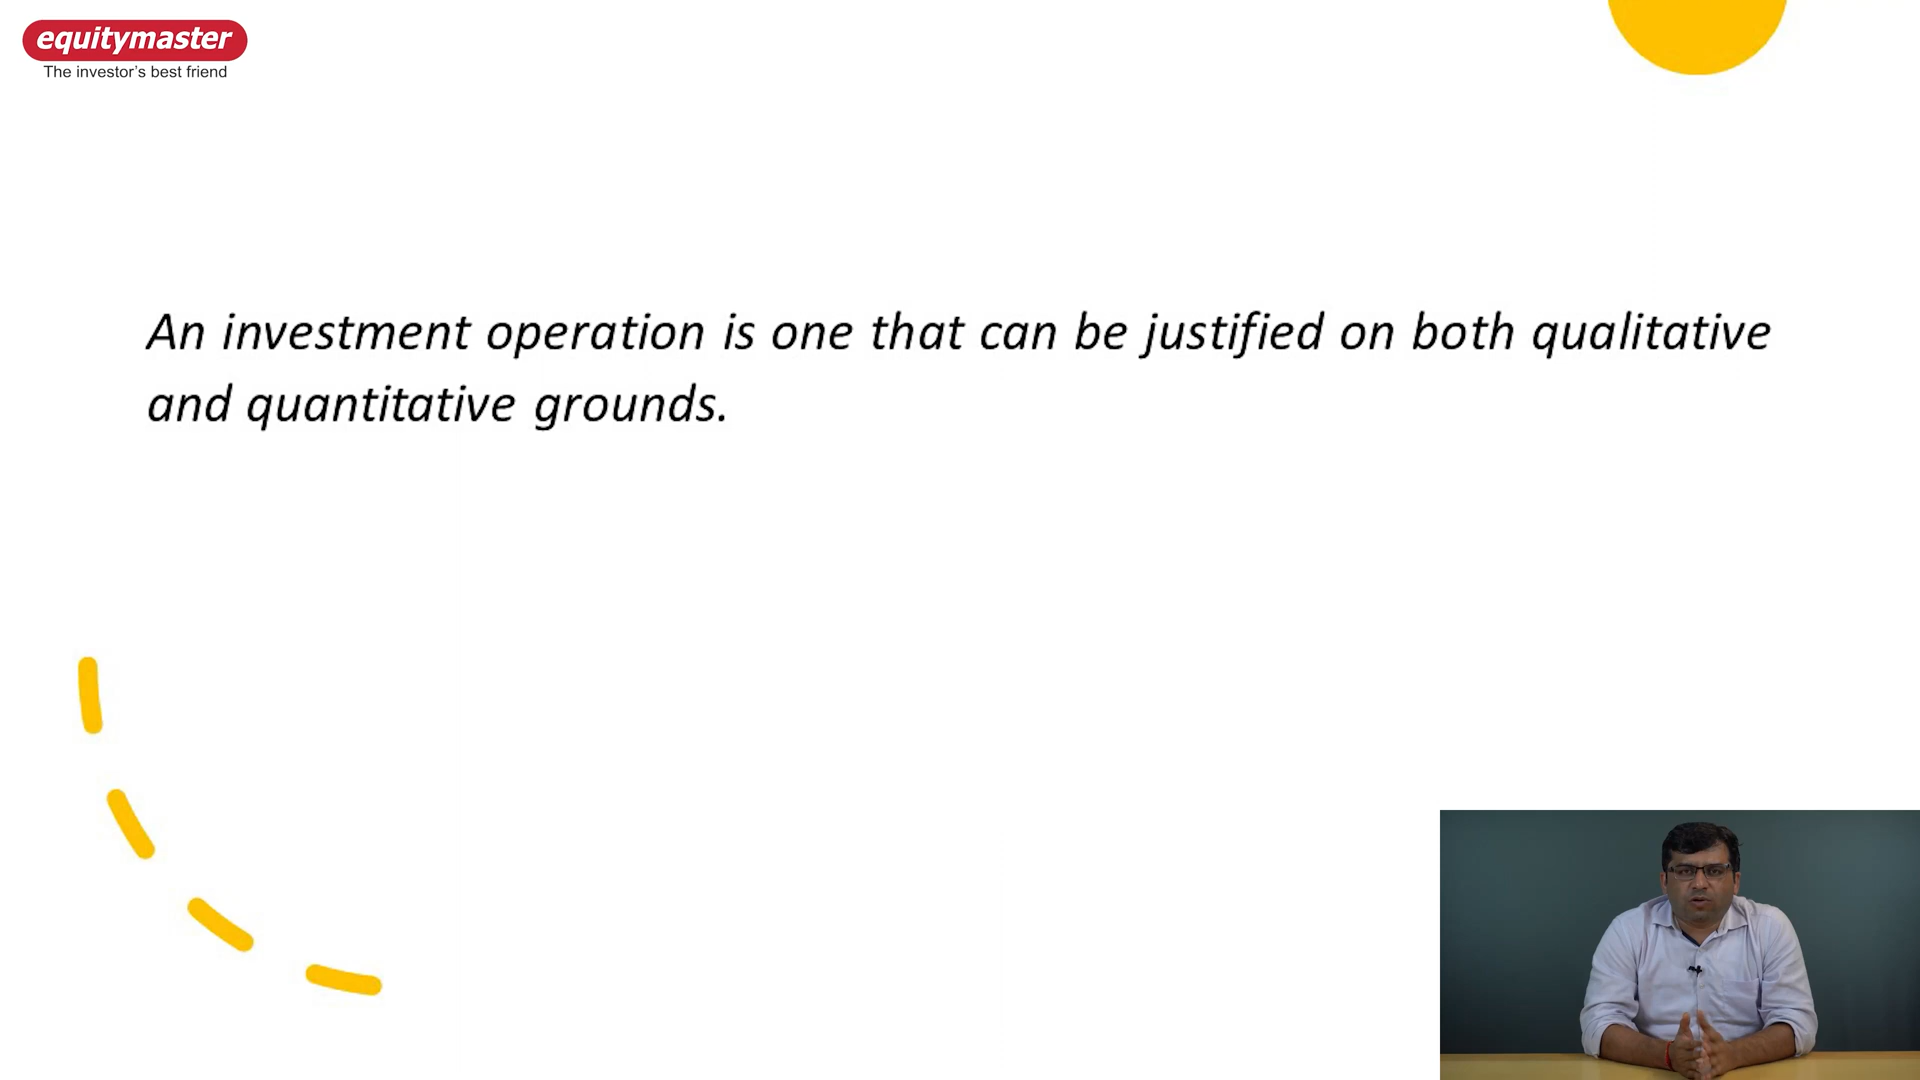 equitymaster
The investor's best friend
An investment operation is one that can be justified on both qualitative
and quantitative grounds.